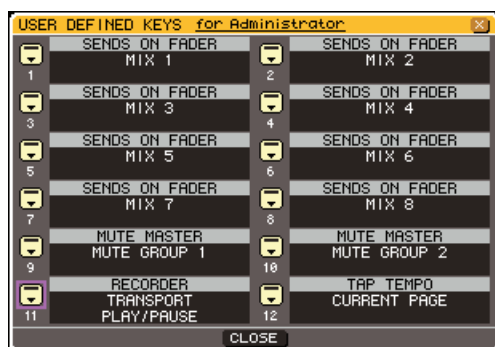 USER DEFINED KEYS for Administrator
SENDS ON FADER
MIX 1
1
SENDS ON FADER
MIX 2
2
SENDS ON FADER
MIX 3
3
SENDS ON FADER
MIX 4
4
SENDS ON FADER
MIX 5
5
SENDS ON FADER
MIX 6
6
SENDS ON FADER
MIX 7
7
SENDS ON FADER
MIX 8
8
MUTE MASTER
MUTE GROUP 1
9
MUTE MASTER
MUTE GROUP 2
10
RECORDER
TRANSPORT
PLAY/PAUSE
11
TAP TEMPO
CURRENT PAGE
12
CLOSE